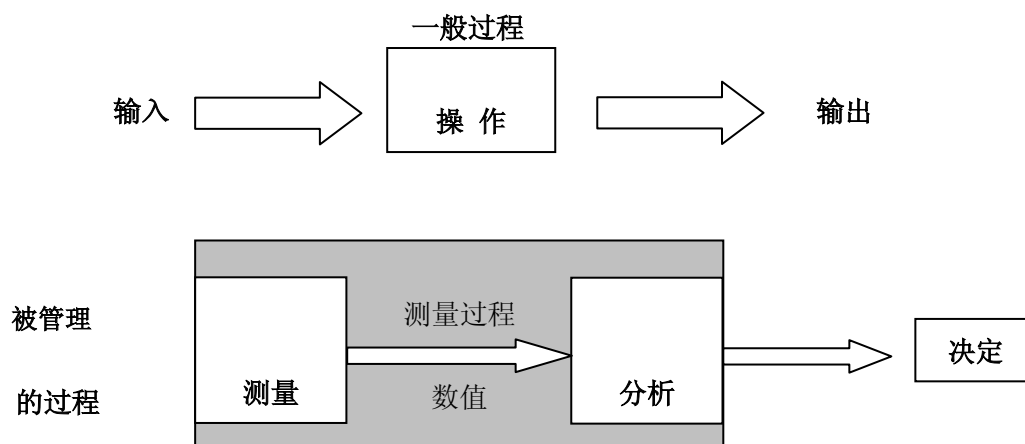 一般过程
输入
操 作
输出
被管理
的过程
测量
测量过程
数值
分析
决定